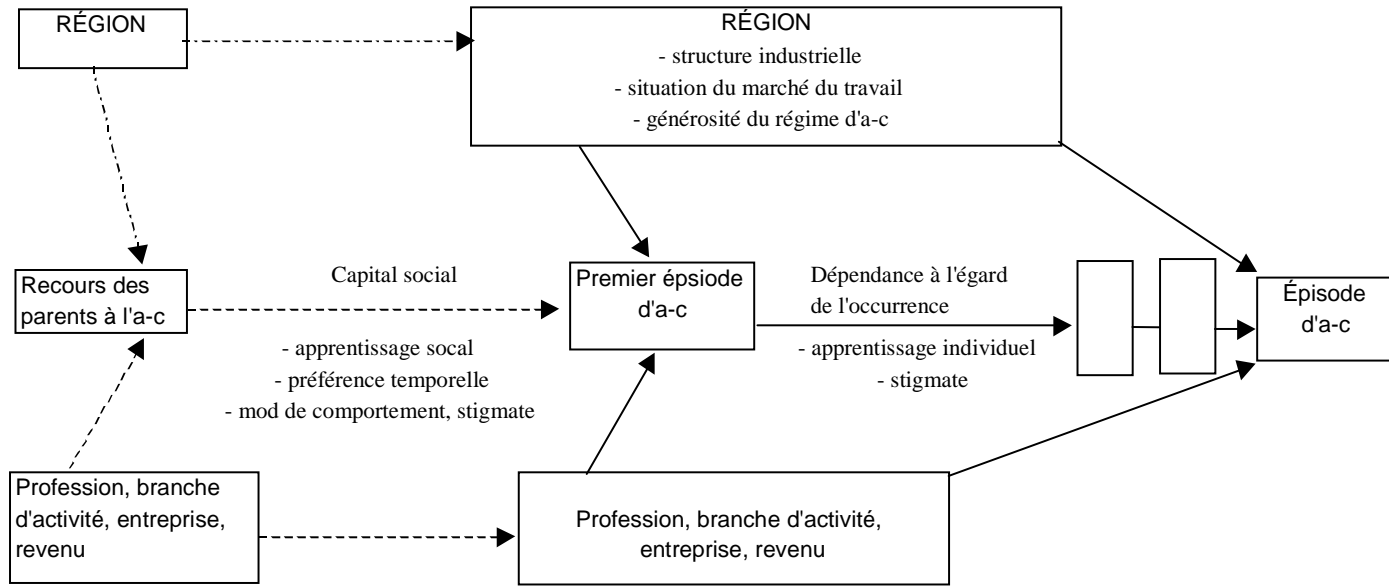 RÉGION
RÉGION
- structure industrielle
- situation du marché du travail
- générosité du régime d'a-c
Recours des
parents à l'a-c
Capital social
- apprentissage socal
- préférence temporelle
- mod de comportement, stigmate
Premier épsiode
d'a-c
Dépendance à l'égard
de l'occurrence
- apprentissage individuel
- stigmate
Épisode
d'a-c
Profession, branche
d'activité, entreprise,
revenu
Profession, branche d'activité,
entreprise, revenu